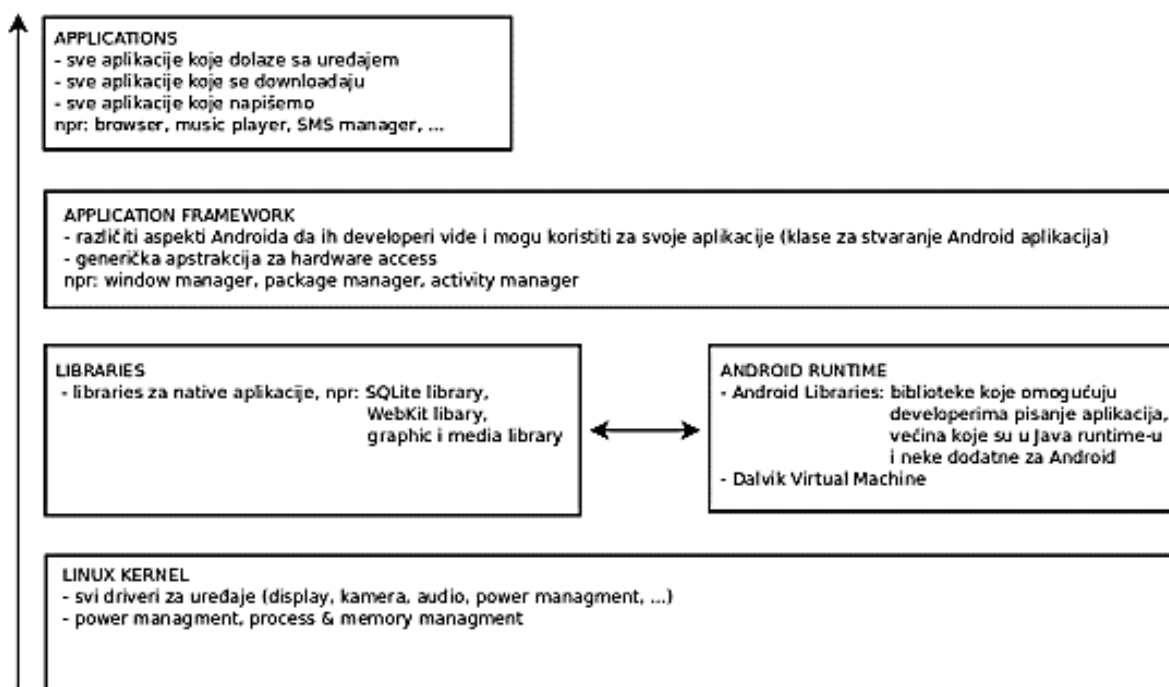 APPLICATIONS
- sve aplikacije koje dolaze sa uređajem
- sve aplikacije koje se downloadaju
- sve aplikacije koje napišemo
npr: browser, music player, SMS manager, ...
APPLICATION FRAMEWORK
- različiti aspekti Androida da ih developeri vide i mogu koristiti za svoje aplikacije (klase za stvaranje Android aplikacija)
- generička apstrakcija za hardware access
npr: window manager, package manager, activity manager
LIBRARIES
- libraries za native aplikacije, npr: SQLite library,
WebKit libary,
graphic i media library
ANDROID RUNTIME
- Android Libraries: biblioteke koje omogućuju
developerima pisanje aplikacija,
većina koje su u Java runtime-u
i neke dodatne za Android
- Dalvik Virtual Machine
LINUX KERNEL
- svi driveri za uređaje (display, kamera, audio, power managment, ...)
- power managment, process & memory managment